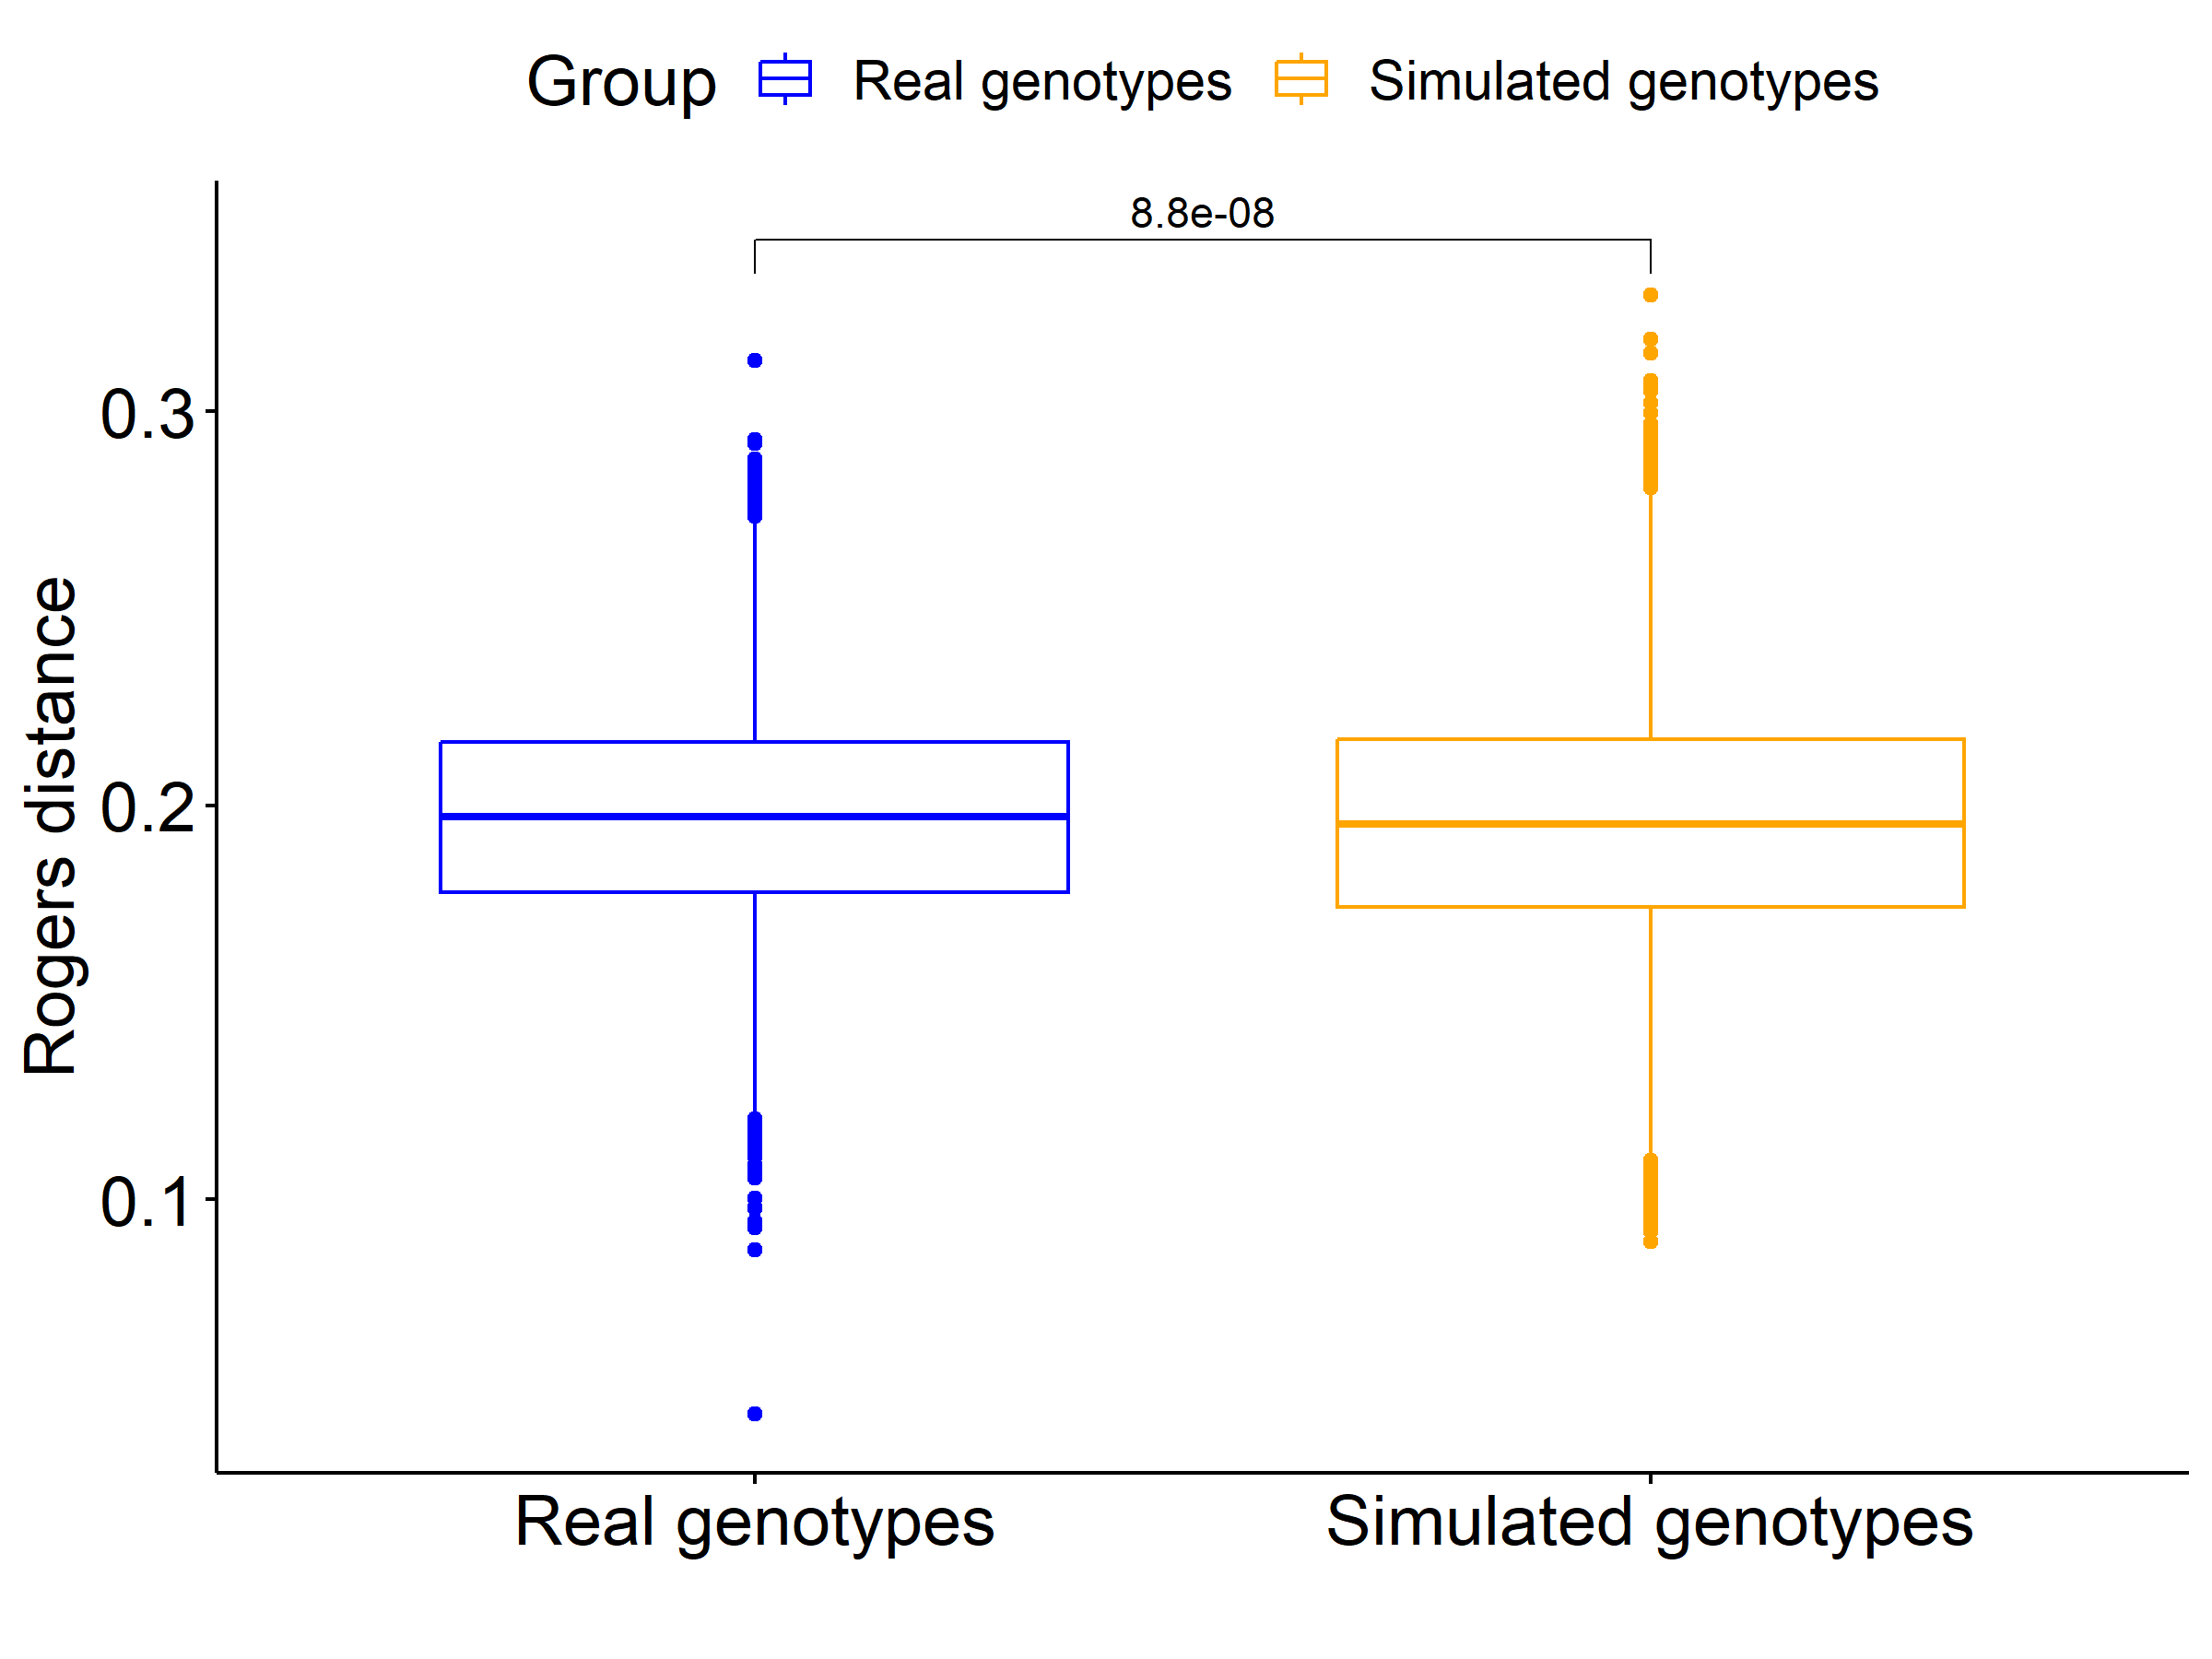 Group Real genotypes Simulated genotypes
8.8e-08
0.3
0.2
0.1
Rogers distance
Real genotypes Simulated genotypes